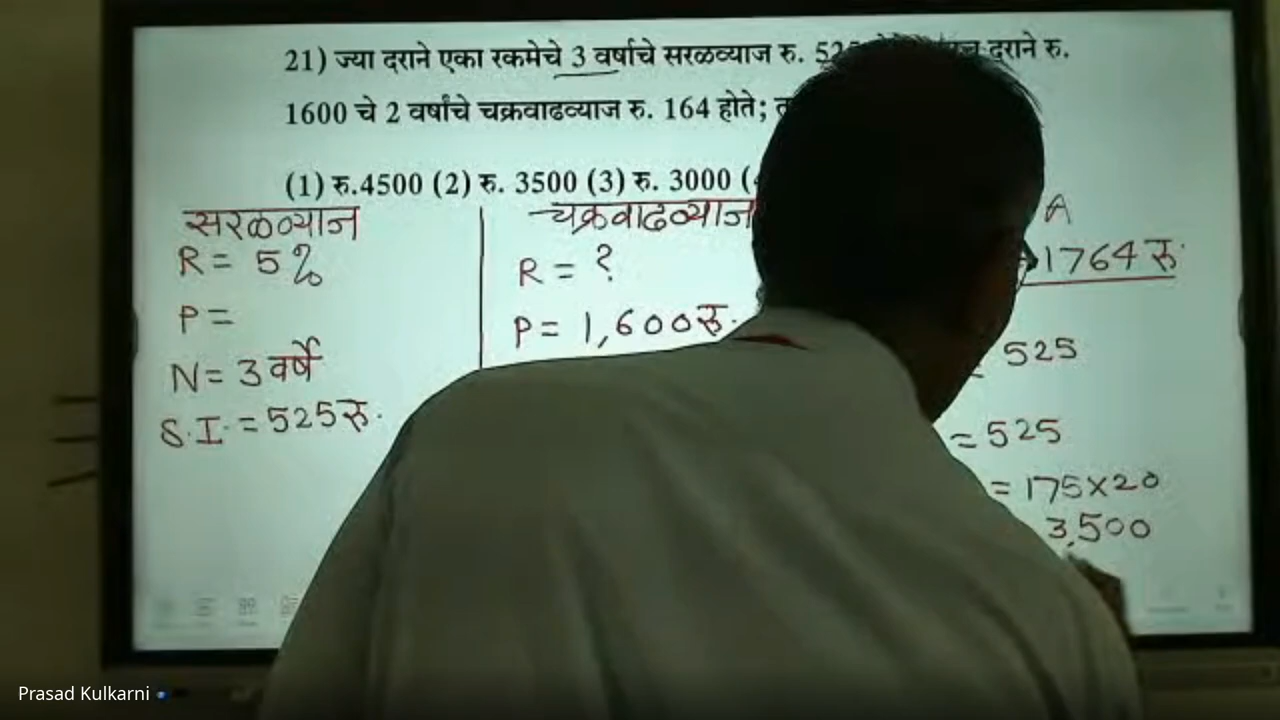 21) ज्या दराने एका रकमेचे 3 वर्षाचे सरळव्याज रु. दराने रु.
1600 चे 2 वर्षांचे चक्रवाढव्याज रु. 164 होते;
(1) रु.4500 (2) रु. 3500 (3) रु. 3000
सरळव्याज
R = 5%
P =
N = 3 वर्षे
S.I. = 525 रु.
चक्रवाढव्याज
R = ?
P = 1,600 रु.
A
1764 रु.
525
= 525
= 175×20
3,500
Prasad Kulkarni